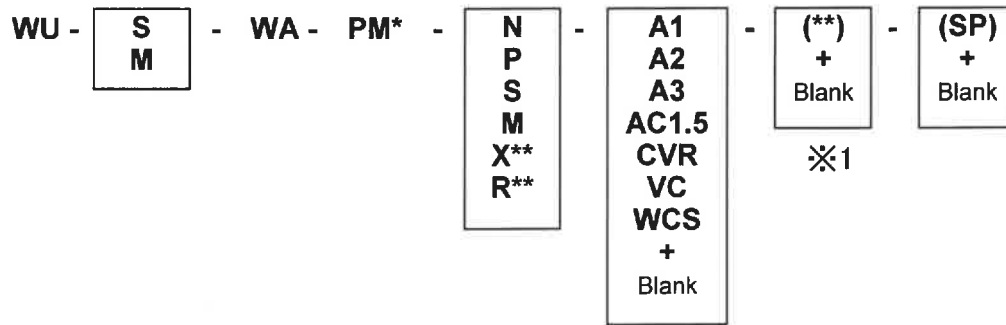 WU - S - WA - PM* - N - A1 - (**) - (SP)
M P A2 + +
S A3 Blank Blank
M AC1.5 ※1
X** CVR
R** VC
WCS
+
Blank